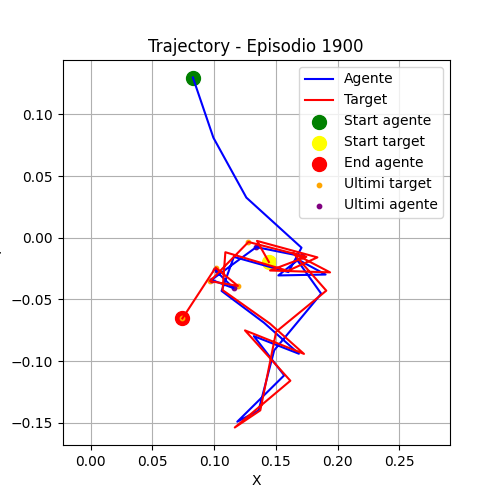 Trajectory - Episodio 1900
Agente
Target
Start agente
Start target
End agente
Ultimi target
Ultimi agente
0.10
0.05
0.00
−0.05
−0.10
−0.15
0.00
0.05
0.10
0.15
0.20
0.25
X